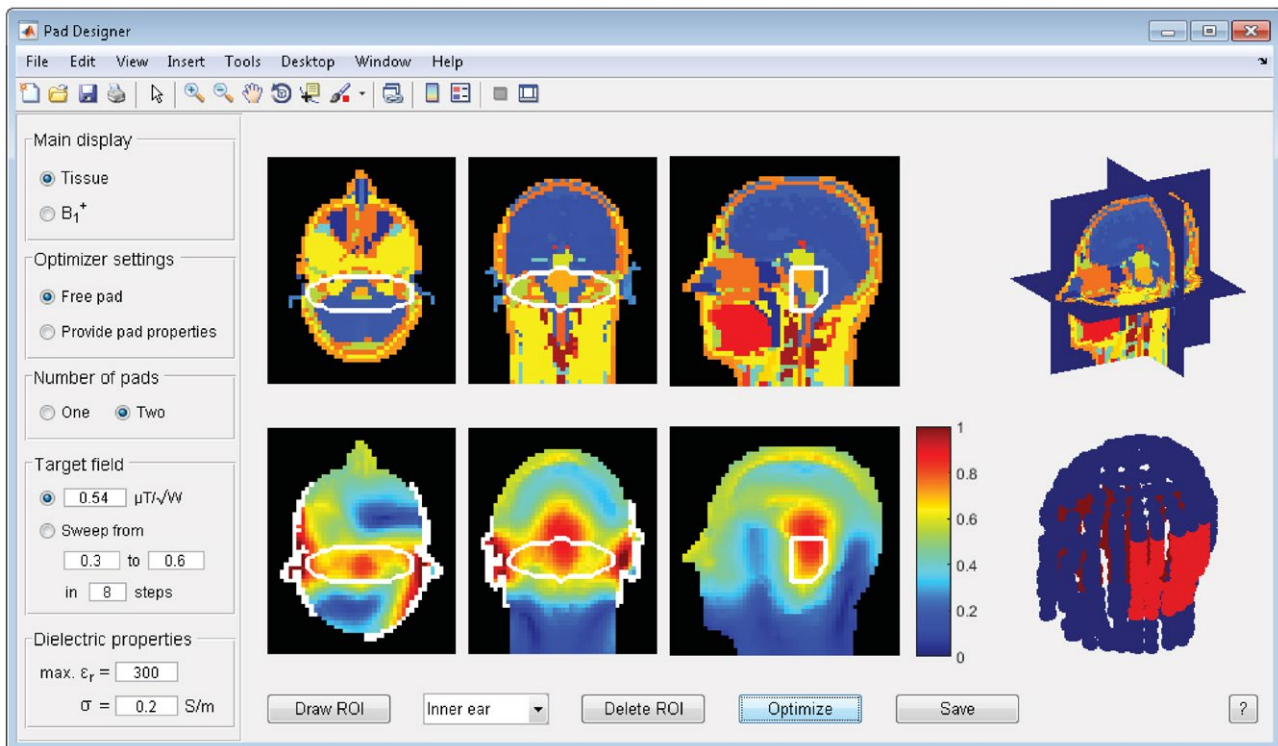 Pad Designer
File Edit View Insert Tools Desktop Window Help
Main display
Tissue
B₁⁺
Optimizer settings
Free pad
Provide pad properties
Number of pads
One Two
Target field
0.54 µT/√W
Sweep from
0.3 to 0.6
in 8 steps
Dielectric properties
max. εᵣ = 300
σ = 0.2 S/m
1
0.8
0.6
0.4
0.2
0
Draw ROI Inner ear Delete ROI Optimize Save ?